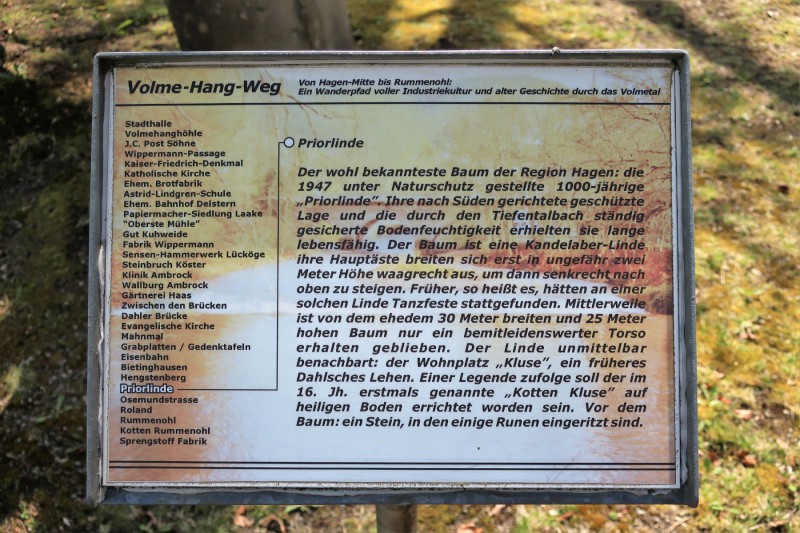 Volme-Hang-Weg
Von Hagen-Mitte bis Rummenohl:
Ein Wanderpfad voller Industriekultur und alter Geschichte durch das Volmetal
Stadthalle
Volmehanghöhle
J.C. Post Söhne
Wippermann-Passage
Kaiser-Friedrich-Denkmal
Katholische Kirche
Ehem. Brotfabrik
Astrid-Lindgren-Schule
Ehem. Bahnhof Delstern
Papiermacher-Siedlung Laake
"Oberste Mühle"
Gut Kuhweide
Fabrik Wippermann
Sensen-Hammerwerk Lücköge
Steinbruch Köster
Klinik Ambrock
Wallburg Ambrock
Gärtnerei Haas
Zwischen den Brücken
Dahler Brücke
Evangelische Kirche
Mahnmal
Grabplatten / Gedenktafeln
Eisenbahn
Bietinghausen
Hengstenberg
Priorlinde
Osemundstrasse
Roland
Rummenohl
Kotten Rummenohl
Sprengstoff Fabrik
Priorlinde
Der wohl bekannteste Baum der Region Hagen: die
1947 unter Naturschutz gestellte 1000-jährige
„Priorlinde". Ihre nach Süden gerichtete geschützte
Lage und die durch den Tiefentalbach ständig
gesicherte Bodenfeuchtigkeit erhielten sie lange
lebensfähig. Der Baum ist eine Kandelaber-Linde
ihre Hauptäste breiten sich erst in ungefähr zwei
Meter Höhe waagrecht aus, um dann senkrecht nach
oben zu steigen. Früher, so heißt es, hätten an einer
solchen Linde Tanzfeste stattgefunden. Mittlerweile
ist von dem ehedem 30 Meter breiten und 25 Meter
hohen Baum nur ein bemitleidenswerter Torso
erhalten geblieben. Der Linde unmittelbar
benachbart: der Wohnplatz „Kluse", ein früheres
Dahlsches Lehen. Einer Legende zufolge soll der im
16. Jh. erstmals genannte „Kotten Kluse" auf
heiligen Boden errichtet worden sein. Vor dem
Baum: ein Stein, in den einige Runen eingeritzt sind.